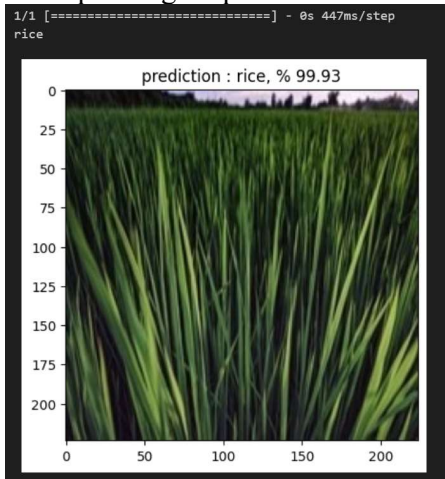 1/1 [==============================] - 0s 447ms/step
rice
prediction : rice, % 99.93
0
25
50
75
100
125
150
175
200
0 50 100 150 200